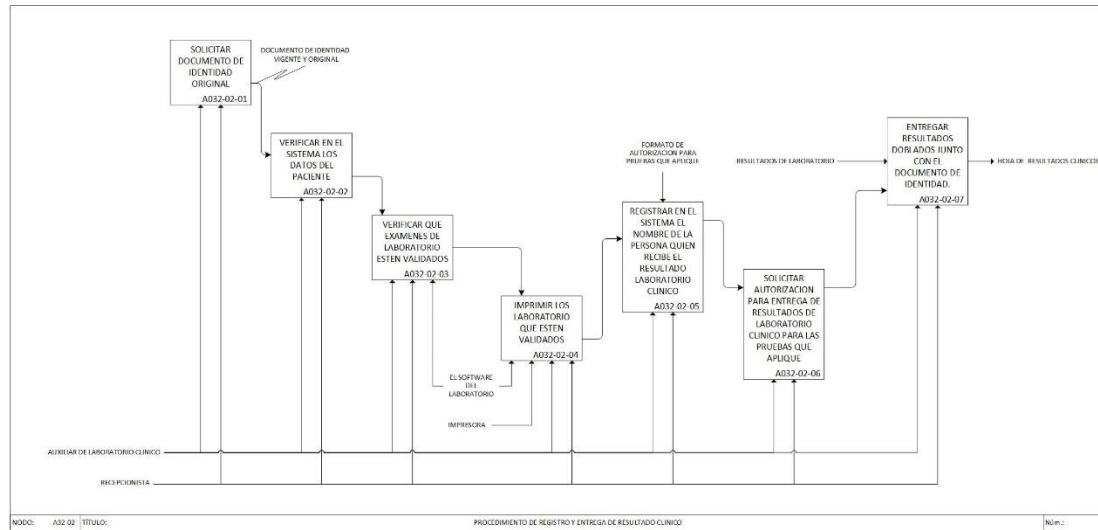 SOLICITAR
DOCUMENTO DE
IDENTIDAD
ORIGINAL
A032-02-01
DOCUMENTO DE IDENTIDAD
VIGENTE Y ORIGINAL
VERIFICAR EN EL
SISTEMA LOS
DATOS DEL
PACIENTE
A032-02-02
VERIFICAR QUE
EXAMENES DE
LABORATORIO
ESTEN VALIDADOS
A032-02-03
IMPRIMIR LOS
LABORATORIO
QUE ESTEN
VALIDADOS
A032-02-04
EL SOFTWARE
DEL
LABORATORIO
IMPRESORA
FORMATO DE
AUTORIZACION PARA
PRUEBAS QUE APLIQUE
REGISTRAR EN EL
SISTEMA EL
NOMBRE DE LA
PERSONA QUIEN
RECIBE EL
RESULTADO
LABORATORIO
CLINICO
A032-02-05
SOLICITAR
AUTORIZACION
PARA ENTREGA DE
RESULTADOS DE
LABORATORIO
CLINICO PARA LAS
PRUEBAS QUE
APLIQUE
A032-02-06
RESULTADOS DE LABORATORIO
ENTREGAR
RESULTADOS
DOBLADOS JUNTO
CON EL
DOCUMENTO DE
IDENTIDAD.
A032-02-07
HOJA DE RESULTADOS CLINICOS
AUXILIAR DE LABORATORIO CLINICO
RECEPCIONISTA
NODO: A32-02 TÍTULO: PROCEDIMIENTO DE REGISTRO Y ENTREGA DE RESULTADO CLINICO Núm.: